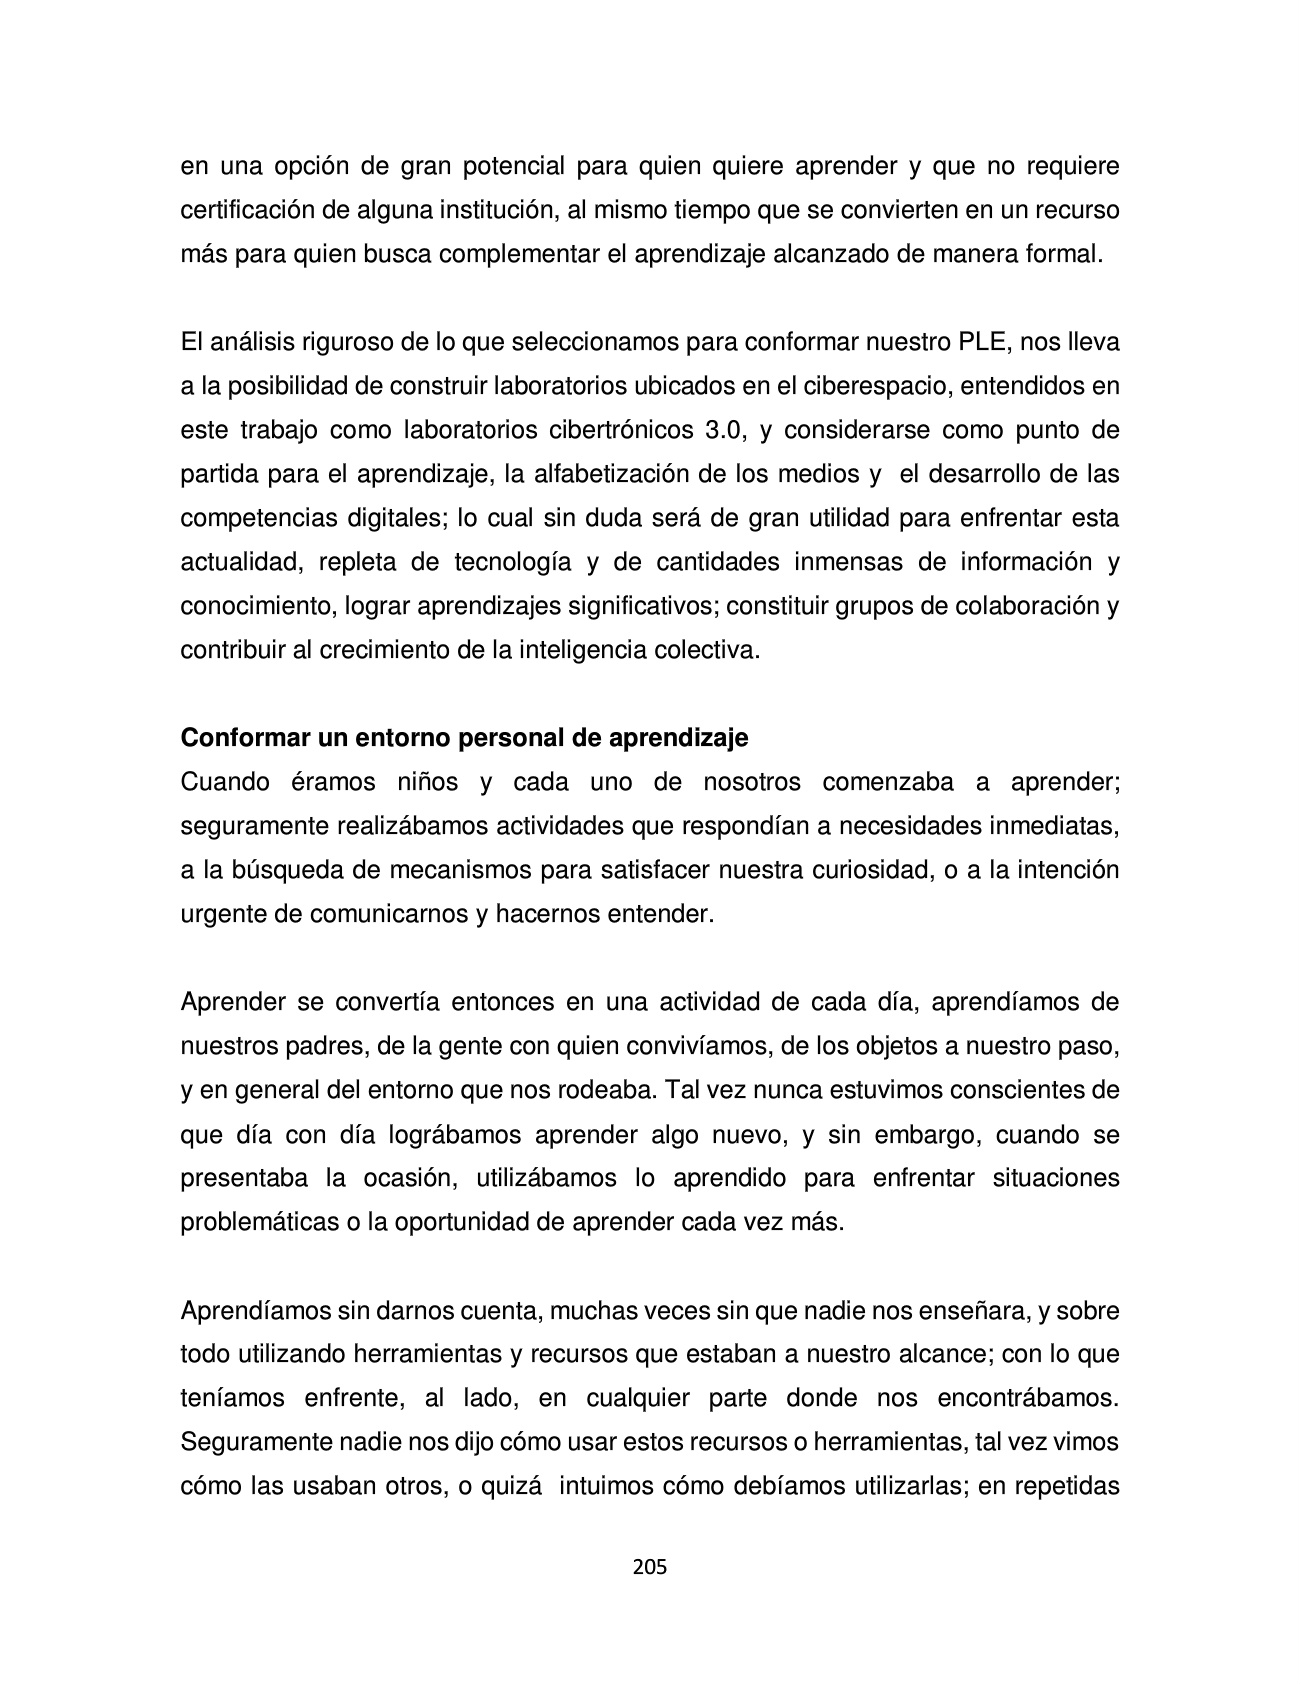 en una opción de gran potencial para quien quiere aprender y que no requiere
certificación de alguna institución, al mismo tiempo que se convierten en un recurso
más para quien busca complementar el aprendizaje alcanzado de manera formal.
El análisis riguroso de lo que seleccionamos para conformar nuestro PLE, nos lleva
a la posibilidad de construir laboratorios ubicados en el ciberespacio, entendidos en
este trabajo como laboratorios cibertrónicos 3.0, y considerarse como punto de
partida para el aprendizaje, la alfabetización de los medios y  el desarrollo de las
competencias digitales; lo cual sin duda será de gran utilidad para enfrentar esta
actualidad, repleta de tecnología y de cantidades inmensas de información y
conocimiento, lograr aprendizajes significativos; constituir grupos de colaboración y
contribuir al crecimiento de la inteligencia colectiva.
Conformar un entorno personal de aprendizaje
Cuando éramos niños y cada uno de nosotros comenzaba a aprender;
seguramente realizábamos actividades que respondían a necesidades inmediatas,
a la búsqueda de mecanismos para satisfacer nuestra curiosidad, o a la intención
urgente de comunicarnos y hacernos entender.
Aprender se convertía entonces en una actividad de cada día, aprendíamos de
nuestros padres, de la gente con quien convivíamos, de los objetos a nuestro paso,
y en general del entorno que nos rodeaba. Tal vez nunca estuvimos conscientes de
que día con día lográbamos aprender algo nuevo, y sin embargo, cuando se
presentaba la ocasión, utilizábamos lo aprendido para enfrentar situaciones
problemáticas o la oportunidad de aprender cada vez más.
Aprendíamos sin darnos cuenta, muchas veces sin que nadie nos enseñara, y sobre
todo utilizando herramientas y recursos que estaban a nuestro alcance; con lo que
teníamos enfrente, al lado, en cualquier parte donde nos encontrábamos.
Seguramente nadie nos dijo cómo usar estos recursos o herramientas, tal vez vimos
cómo las usaban otros, o quizá  intuimos cómo debíamos utilizarlas; en repetidas
205